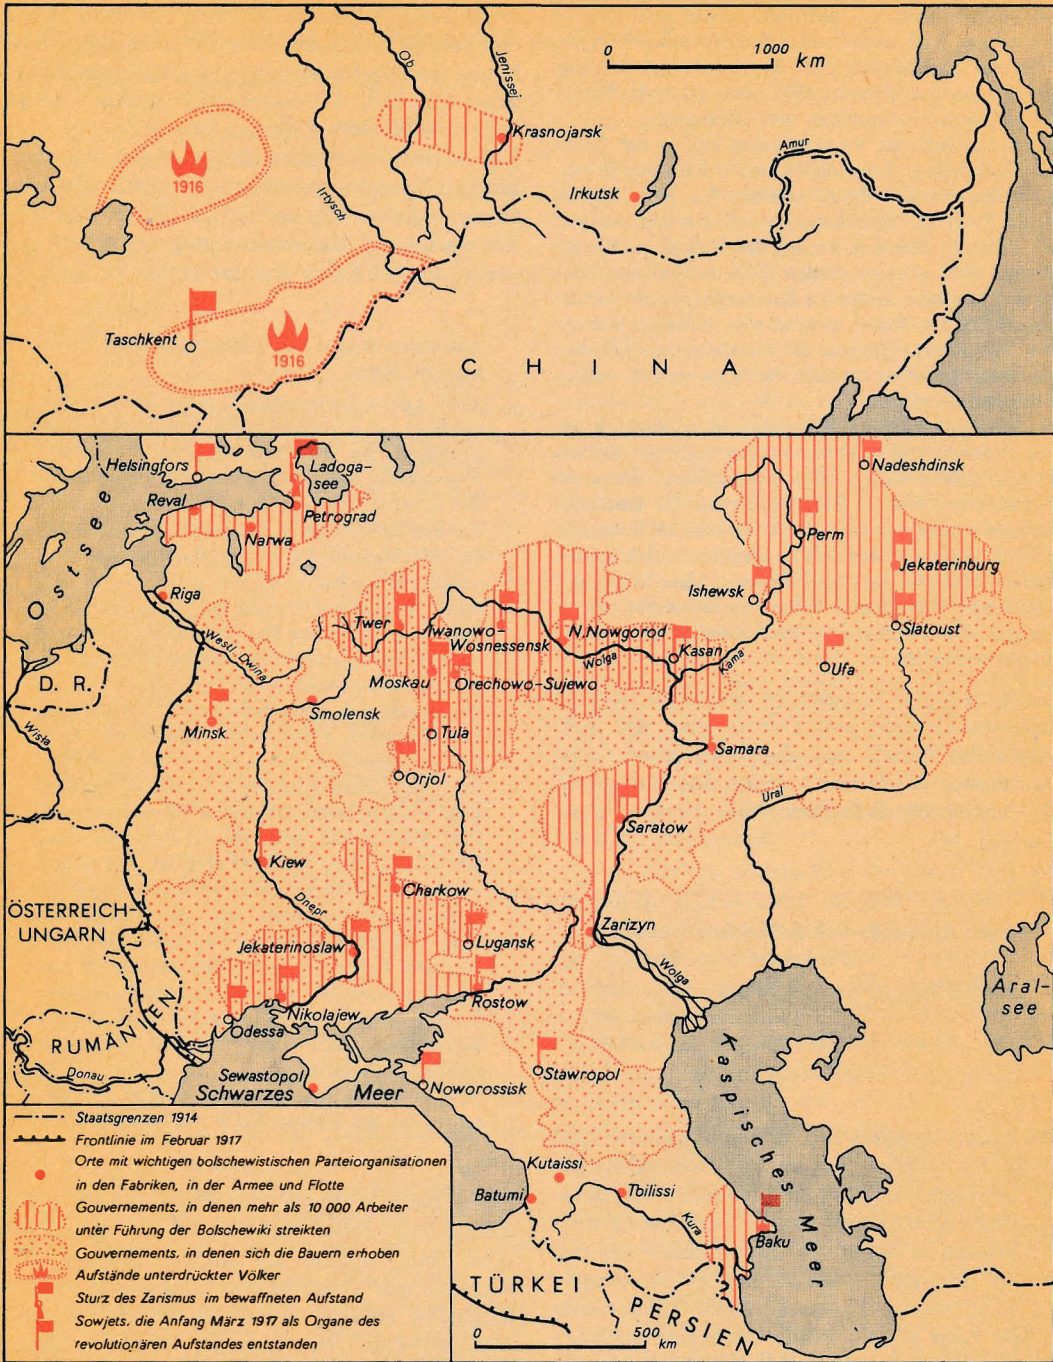 0 1000 km
Ob
Jenissej
Krasnojarsk
Amur
1916
Irkutsk
Irtysch
Taschkent
1916
CHINA
Helsingfors
Ladoga-
see
Nadeshdinsk
Reval
Petrograd
Narwa
Perm
Ostsee
Jekaterinburg
Riga
Ishewsk
Twer
Iwanowo-
Wosnessensk
N.Nowgorod
Slatoust
Westl. Dwina
Wolga
Kasan
Kama
Ufa
D. R.
Moskau
Orechowo-Sujewo
Smolensk
Minsk
Wisła
Tula
Samara
Orjol
Ural
Saratow
Kiew
Charkow
Dnepr
ÖSTERREICH-
UNGARN
Zarizyn
Jekaterinoslaw
Lugansk
Wolga
Aral-
see
Rostow
Nikolajew
Odessa
RUMÄNIEN
Donau
Kaspisches Meer
Sewastopol
Schwarzes Meer
Noworossisk
Stawropol
Staatsgrenzen 1914
Frontlinie im Februar 1917
Orte mit wichtigen bolschewistischen Parteiorganisationen
in den Fabriken, in der Armee und Flotte
Gouvernements, in denen mehr als 10 000 Arbeiter
unter Führung der Bolschewiki streikten
Gouvernements, in denen sich die Bauern erhoben
Aufstände unterdrückter Völker
Sturz des Zarismus im bewaffneten Aufstand
Sowjets, die Anfang März 1917 als Organe des
revolutionären Aufstandes entstanden
Kutaissi
Batumi
Tbilissi
Kura
Baku
TÜRKEI
PERSIEN
0 500
km